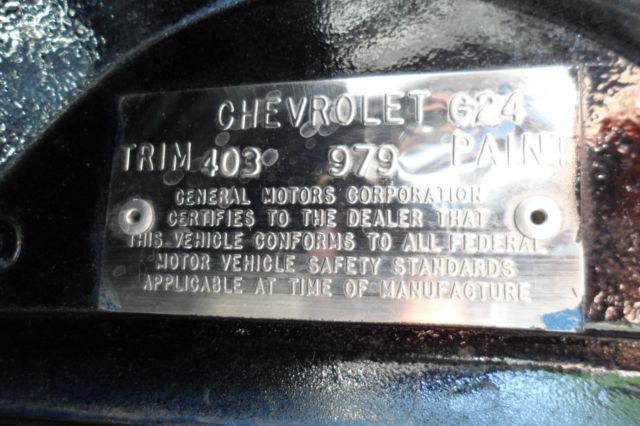 CHEVROLET G24
TRIM 403 979 PAINT
GENERAL MOTORS CORPORATION
CERTIFIES TO THE DEALER THAT
THIS VEHICLE CONFORMS TO ALL FEDERAL
MOTOR VEHICLE SAFETY STANDARDS
APPLICABLE AT TIME OF MANUFACTURE